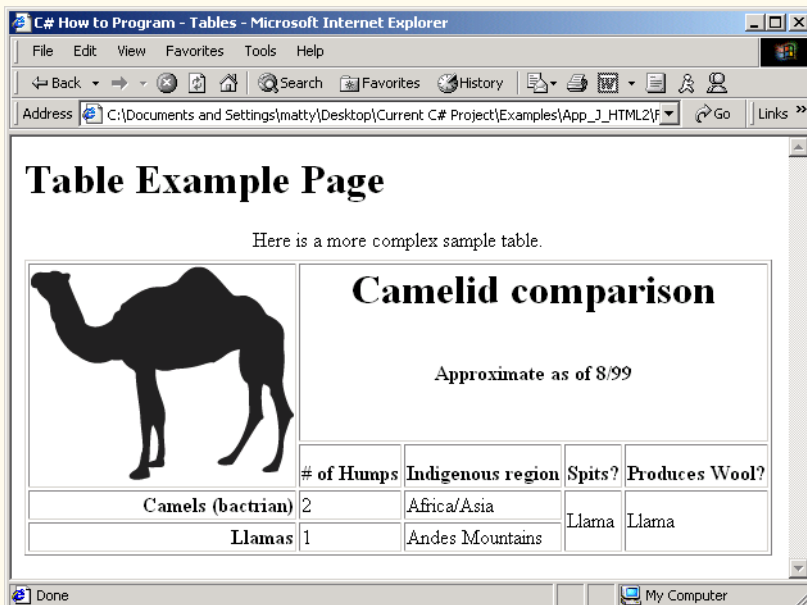 C# How to Program - Tables - Microsoft Internet Explorer
File Edit View Favorites Tools Help
Back Search Favorites History
Address C:\Documents and Settings\matty\Desktop\Current C# Project\Examples\App_J_HTML2\F Go Links »
Table Example Page
Here is a more complex sample table.
Camelid comparison
Approximate as of 8/99
# of Humps Indigenous region Spits? Produces Wool?
Camels (bactrian) 2 Africa/Asia Llama Llama
Llamas 1 Andes Mountains
Done My Computer